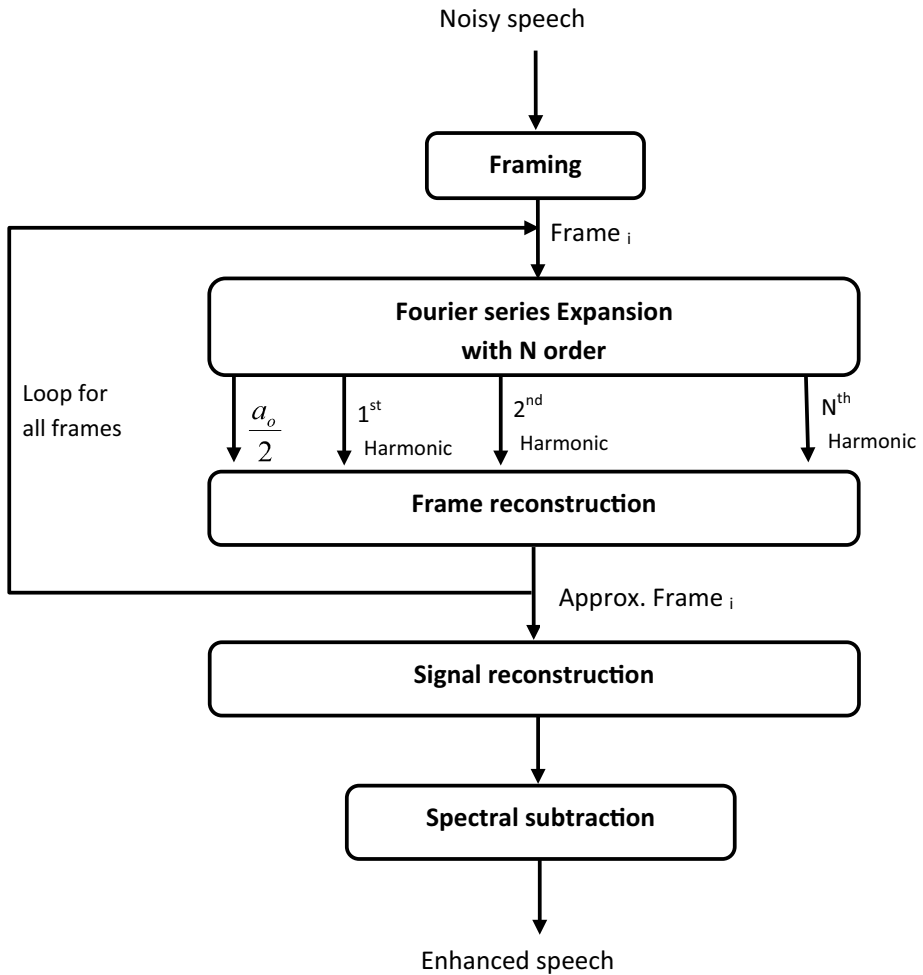 Noisy speech
Framing
Frame i
Fourier series Expansion
with N order
Loop for
all frames
a_o/2
1st
Harmonic
2nd
Harmonic
Nth
Harmonic
Frame reconstruction
Approx. Frame i
Signal reconstruction
Spectral subtraction
Enhanced speech